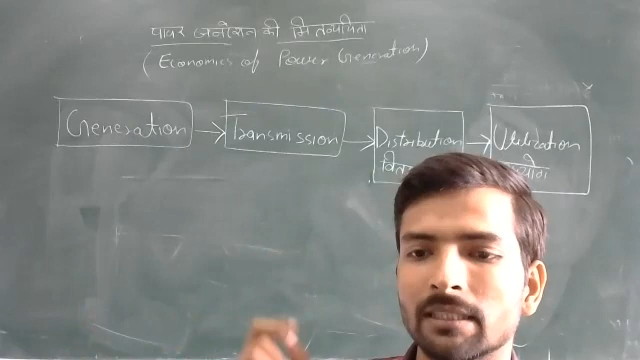 पावर जनरेशन की मितव्ययिता
(Economics of Power Generation)
Generation → Transmission → Distribution → Utilization